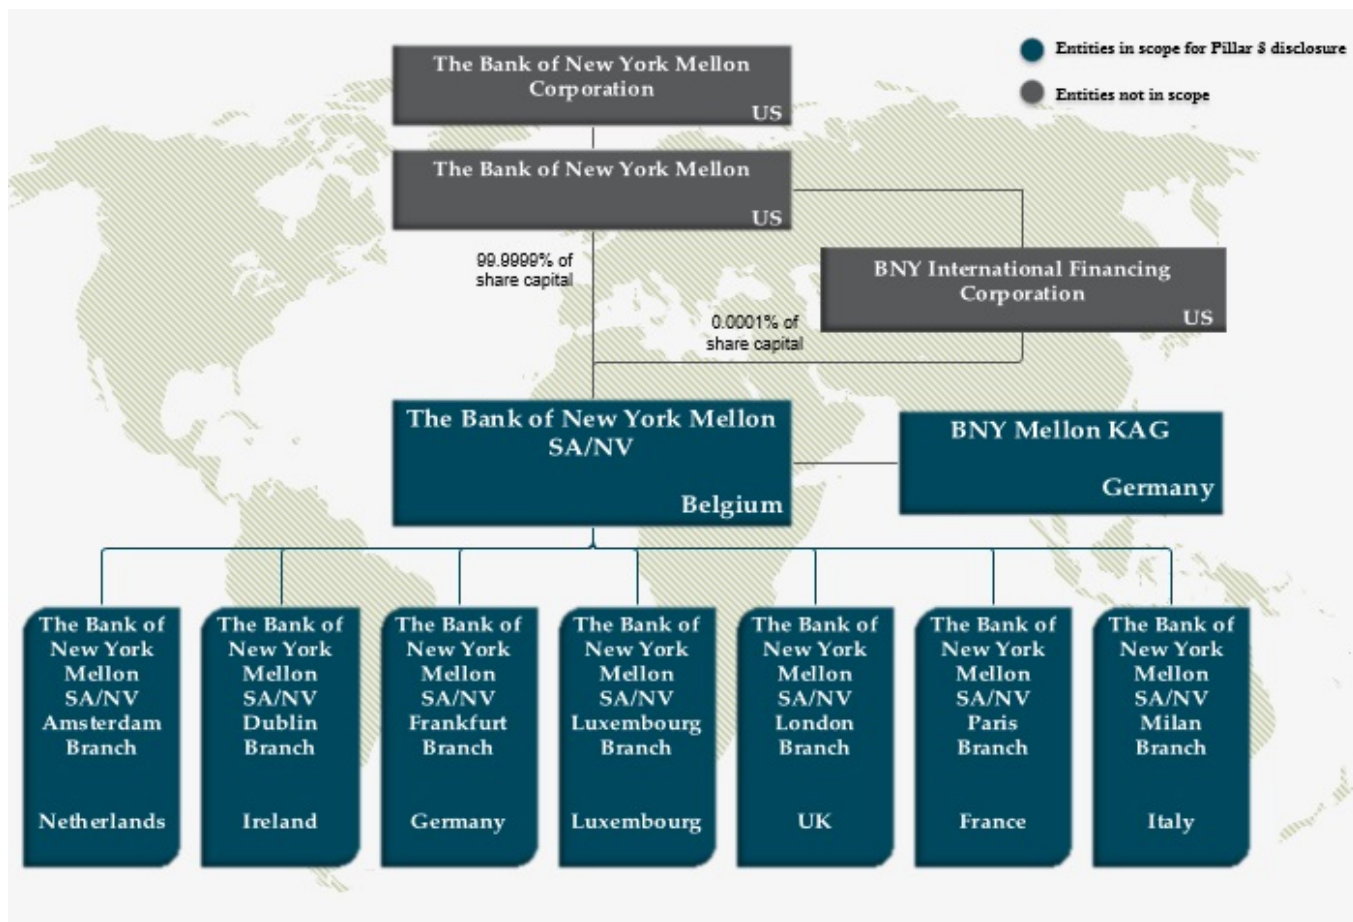 Entities in scope for Pillar 3 disclosure
Entities not in scope
The Bank of New York Mellon
Corporation
US
The Bank of New York Mellon
US
99.9999% of
share capital
BNY International Financing
Corporation
US
0.0001% of
share capital
The Bank of New York Mellon
SA/NV
Belgium
BNY Mellon KAG
Germany
The Bank of
New York
Mellon
SA/NV
Amsterdam
Branch
Netherlands
The Bank of
New York
Mellon
SA/NV
Dublin
Branch
Ireland
The Bank of
New York
Mellon
SA/NV
Frankfurt
Branch
Germany
The Bank of
New York
Mellon
SA/NV
Luxembourg
Branch
Luxembourg
The Bank of
New York
Mellon
SA/NV
London
Branch
UK
The Bank of
New York
Mellon
SA/NV
Paris
Branch
France
The Bank of
New York
Mellon
SA/NV
Milan
Branch
Italy